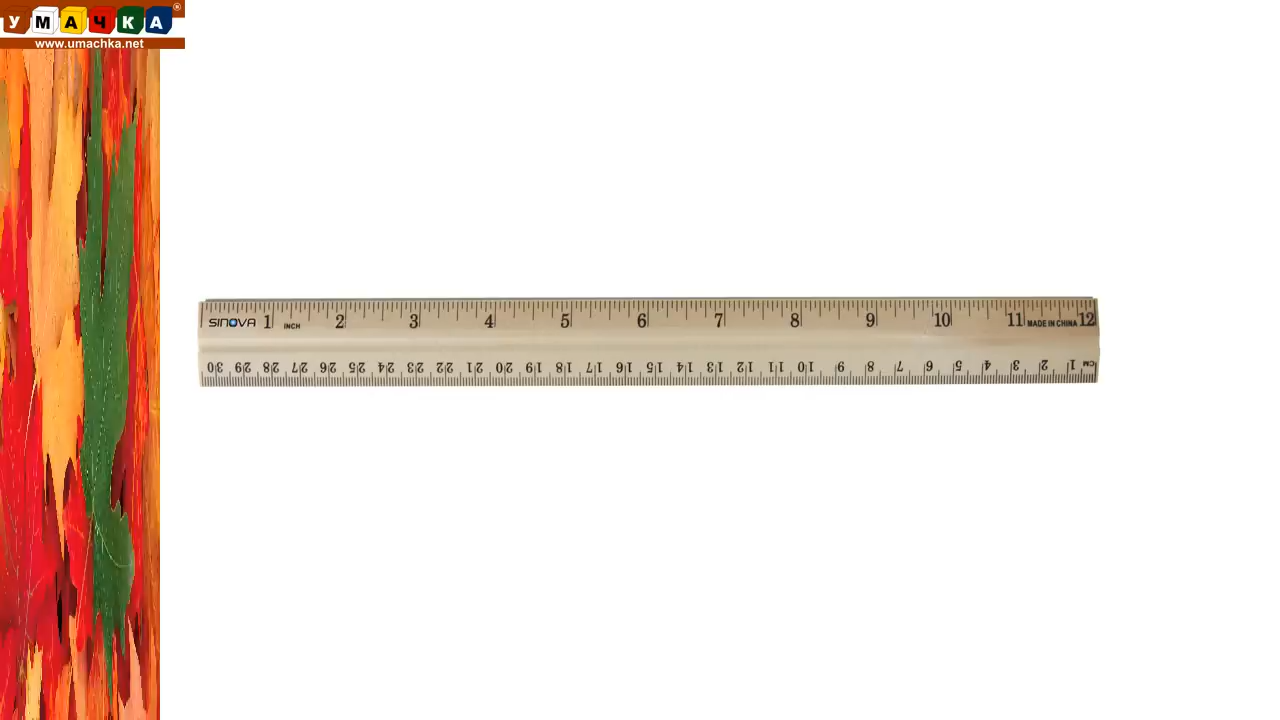 УМАЧКА ®
www.umachka.net
SINOVA 1 INCH 2 3 4 5 6 7 8 9 10 11 MADE IN CHINA 12
30 29 28 27 26 25 24 23 22 21 20 19 18 17 16 15 14 13 12 11 10 9 8 7 6 5 4 3 2 1 CM